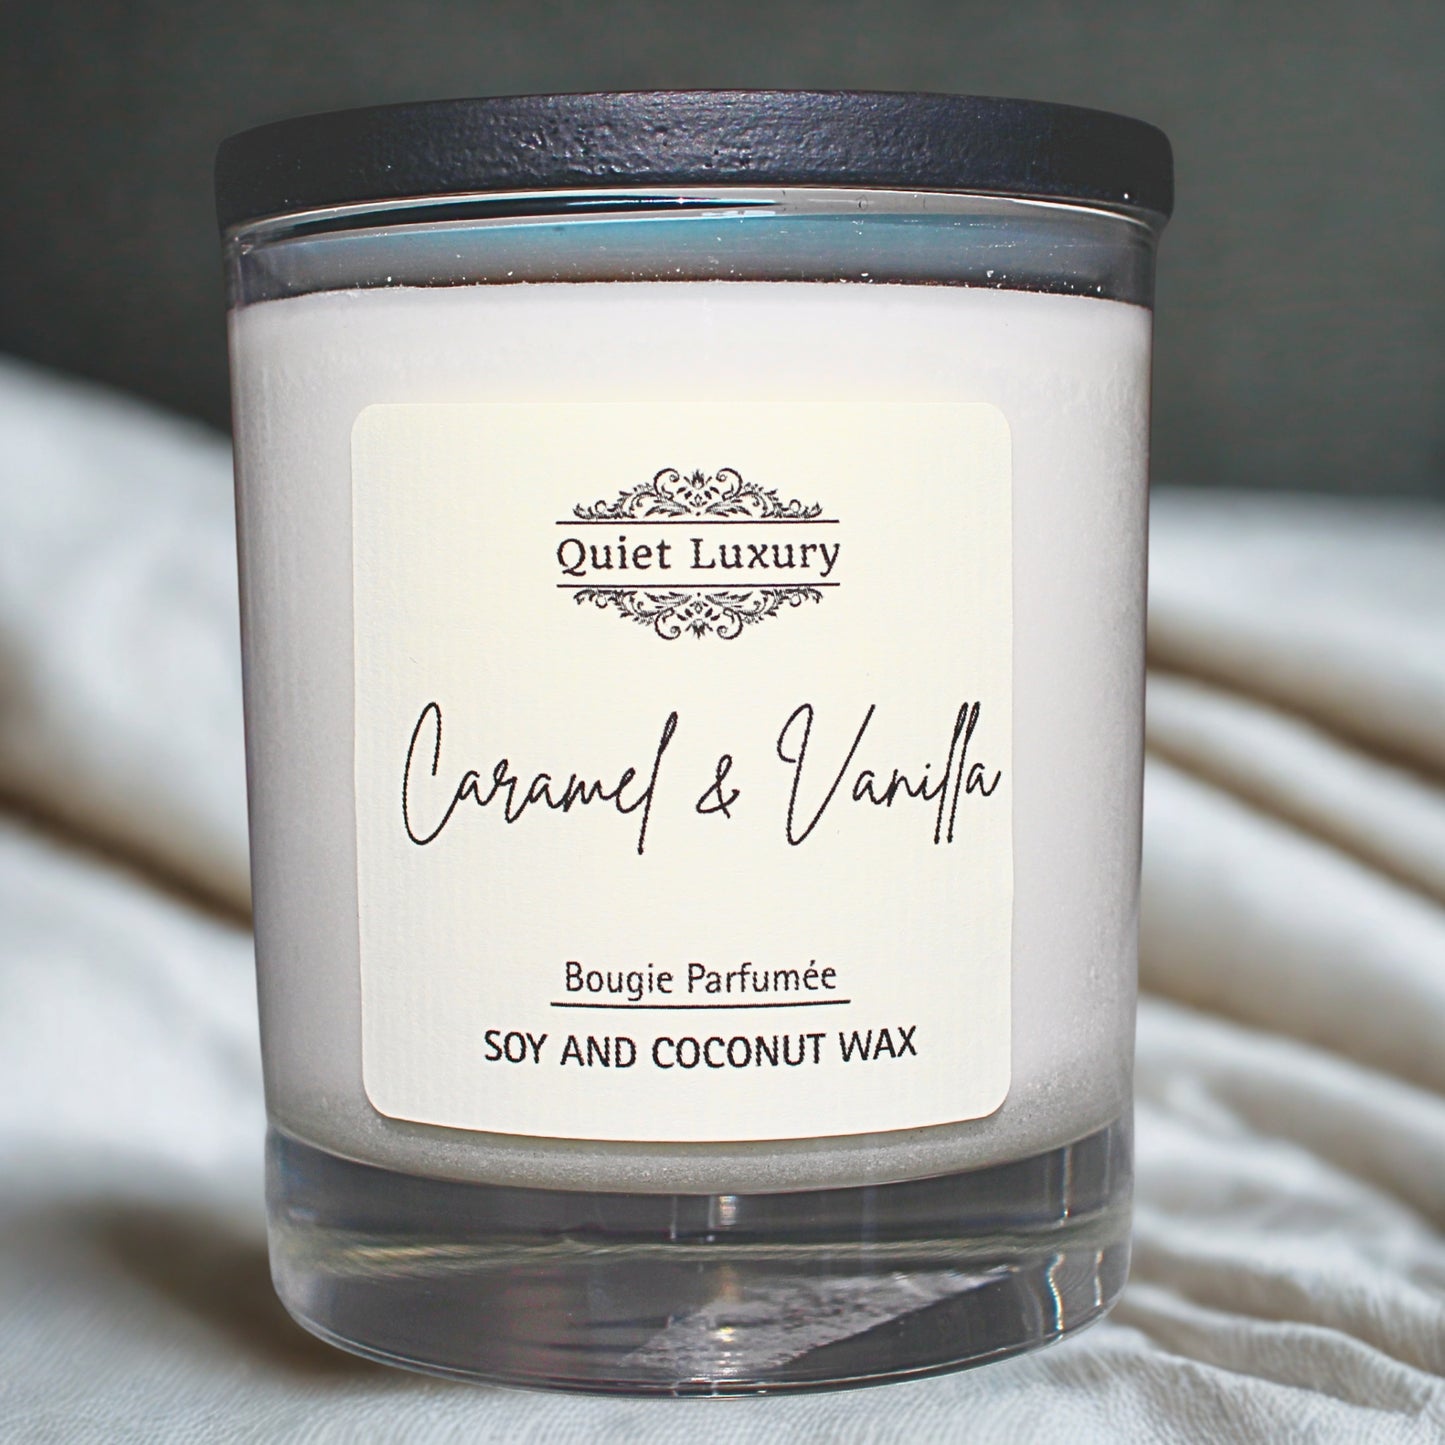 Quiet Luxury
Caramel & Vanilla
Bougie Parfumée
SOY AND COCONUT WAX